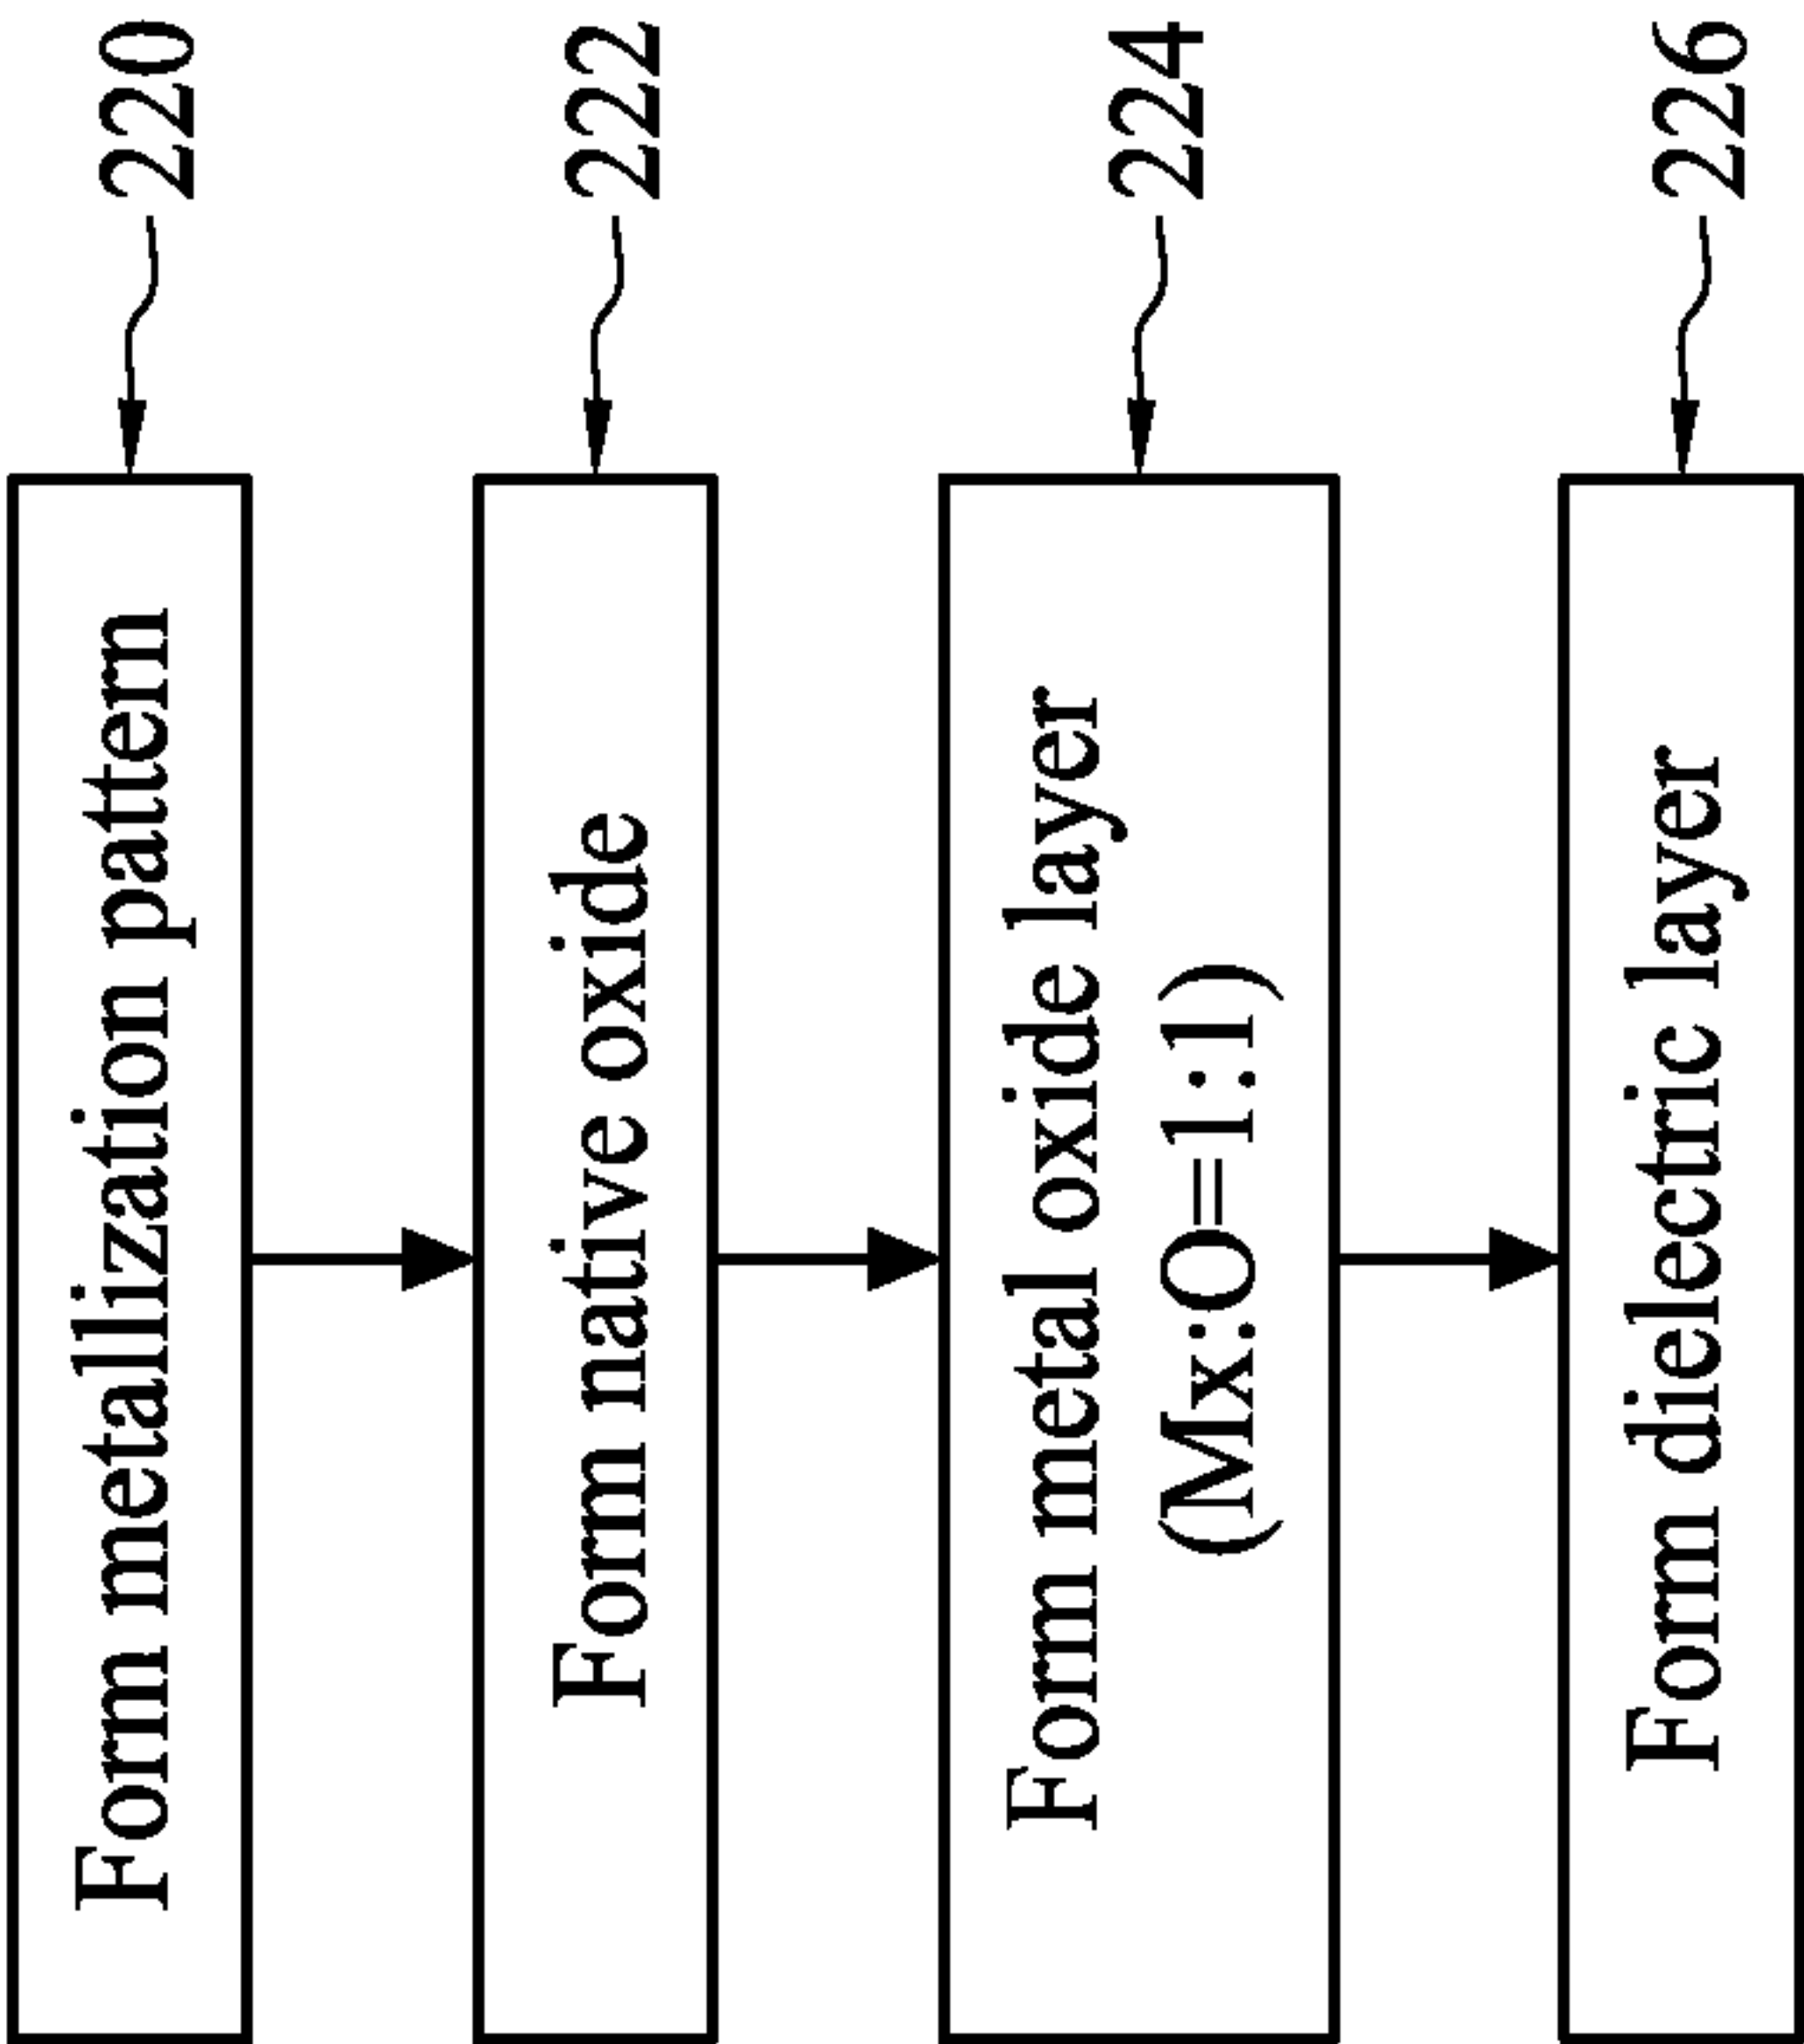 Form metallization pattern
220
Form native oxide
222
Form metal oxide layer
(Mx:O=1:1)
224
Form dielectric layer
226